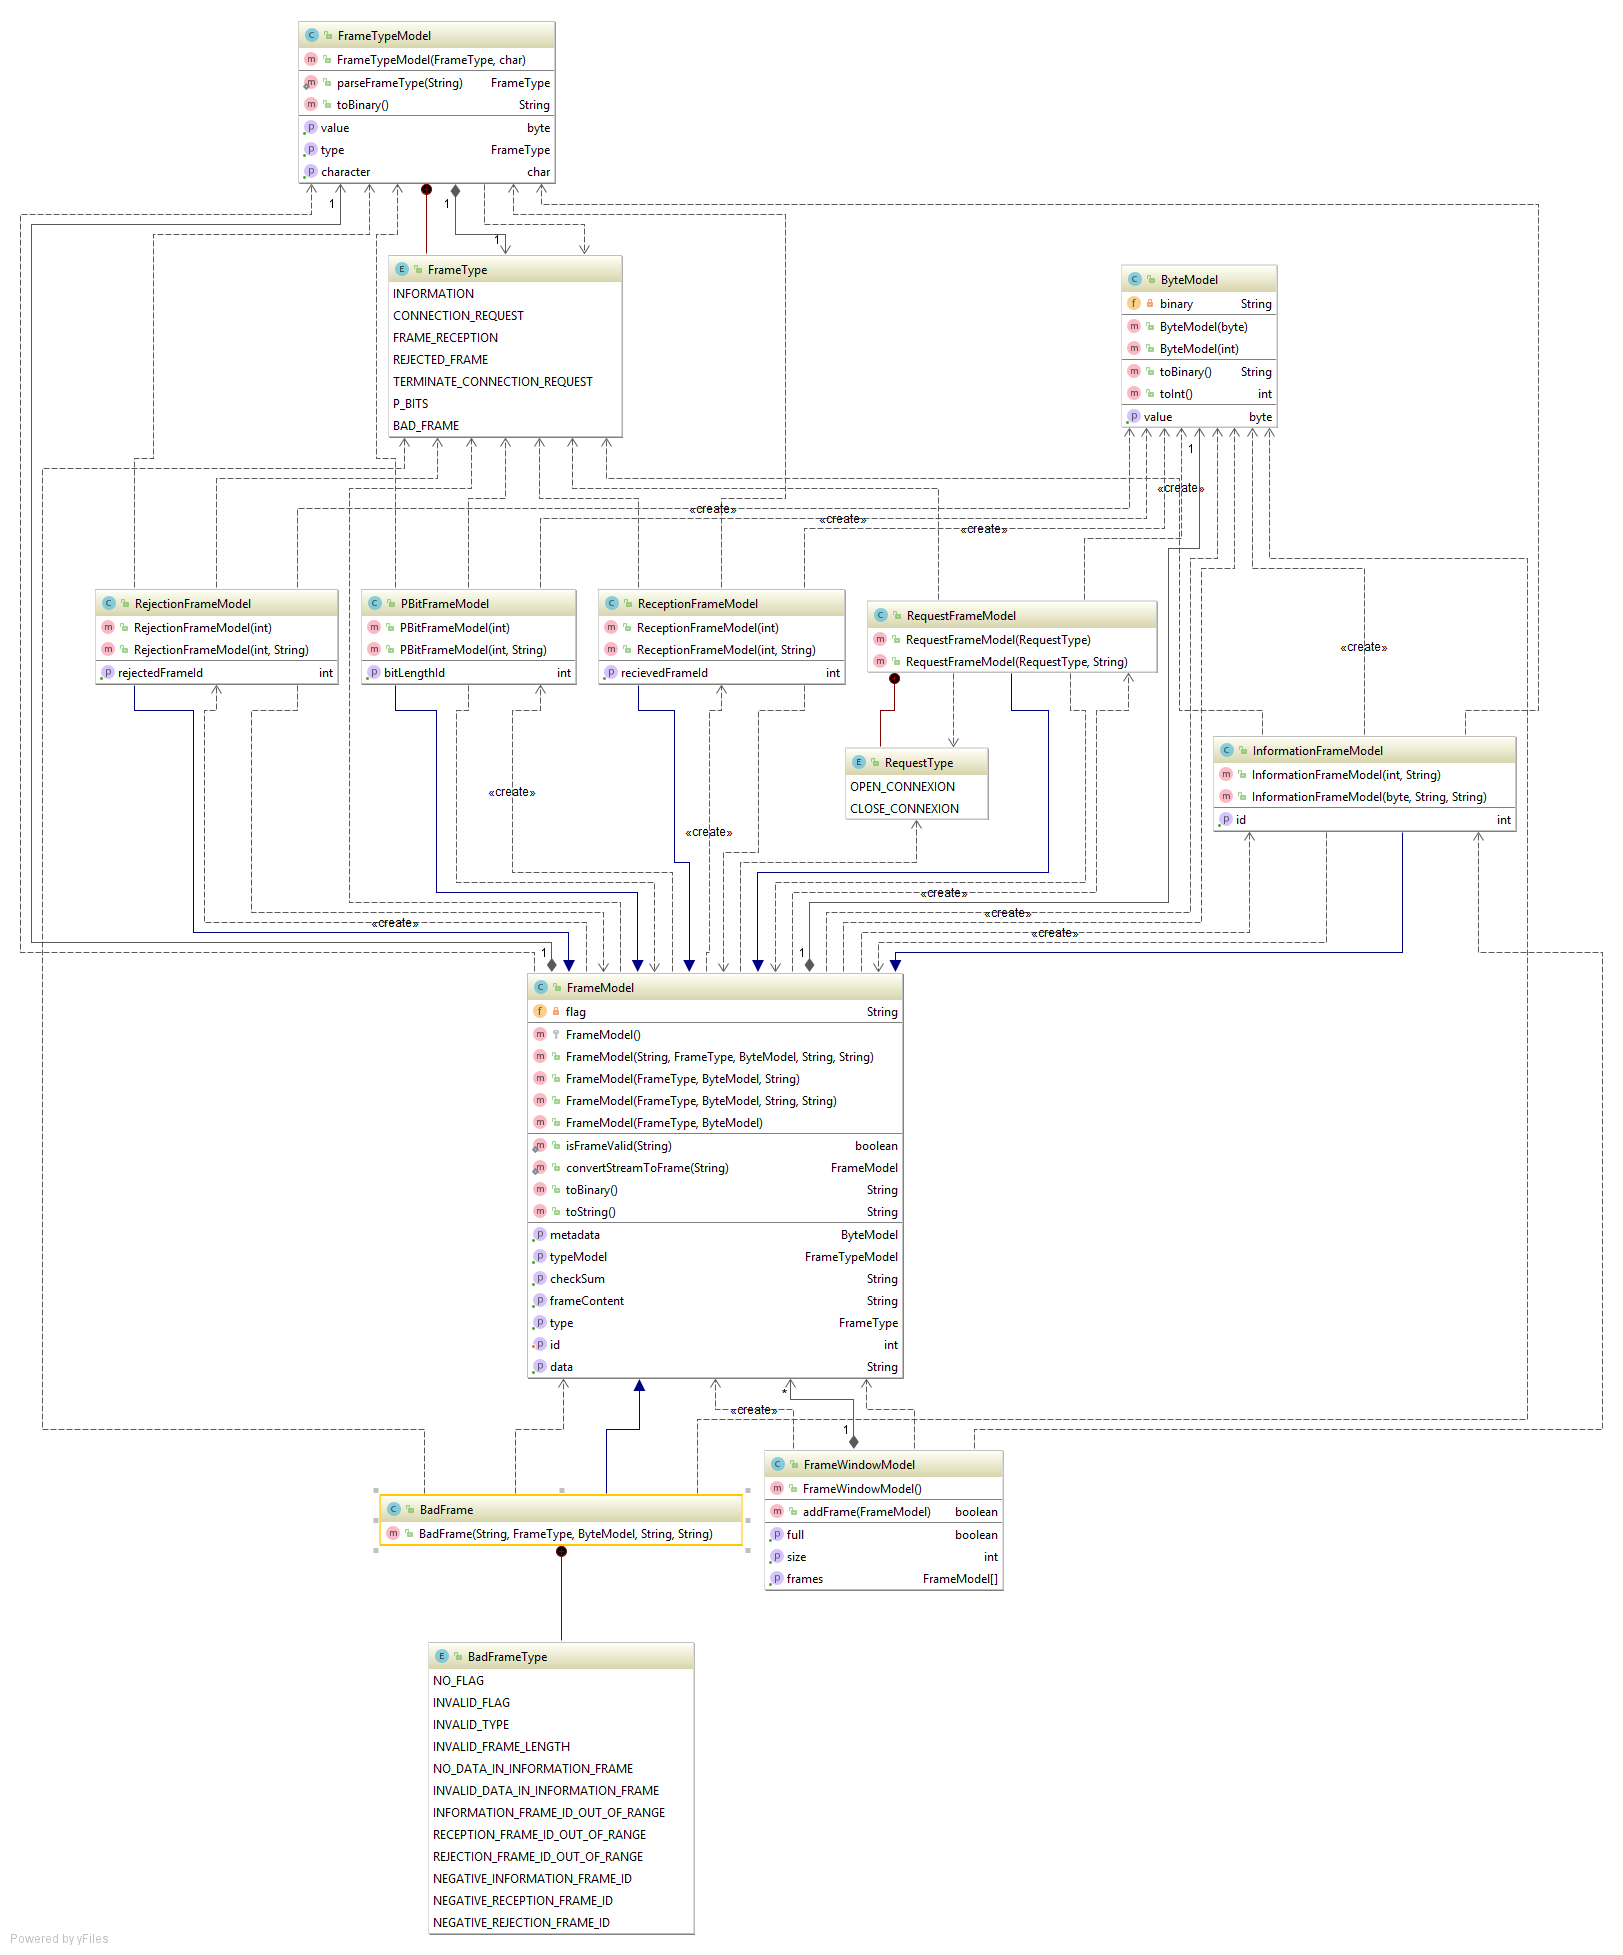 FrameTypeModel
FrameTypeModel(FrameType, char)
parseFrameType(String) FrameType
toBinary() String
value byte
type FrameType
character char
1
1
1
FrameType
INFORMATION
CONNECTION_REQUEST
FRAME_RECEPTION
REJECTED_FRAME
TERMINATE_CONNECTION_REQUEST
P_BITS
BAD_FRAME
ByteModel
binary String
ByteModel(byte)
ByteModel(int)
toBinary() String
toInt() int
value byte
1
«create»
«create»
«create»
«create»
RejectionFrameModel
RejectionFrameModel(int)
RejectionFrameModel(int, String)
rejectedFrameId int
PBitFrameModel
PBitFrameModel(int)
PBitFrameModel(int, String)
bitLengthId int
ReceptionFrameModel
ReceptionFrameModel(int)
ReceptionFrameModel(int, String)
recievedFrameId int
RequestFrameModel
RequestFrameModel(RequestType)
RequestFrameModel(RequestType, String)
«create»
RequestType
OPEN_CONNEXION
CLOSE_CONNEXION
InformationFrameModel
InformationFrameModel(int, String)
InformationFrameModel(byte, String, String)
id int
«create»
«create»
«create»
«create»
«create»
«create»
1
1
FrameModel
flag String
FrameModel()
FrameModel(String, FrameType, ByteModel, String, String)
FrameModel(FrameType, ByteModel, String)
FrameModel(FrameType, ByteModel, String, String)
FrameModel(FrameType, ByteModel)
isFrameValid(String) boolean
convertStreamToFrame(String) FrameModel
toBinary() String
toString() String
metadata ByteModel
typeModel FrameTypeModel
checkSum String
frameContent String
type FrameType
id int
data String
*
«create»
1
BadFrame
BadFrame(String, FrameType, ByteModel, String, String)
FrameWindowModel
FrameWindowModel()
addFrame(FrameModel) boolean
full boolean
size int
frames FrameModel[]
BadFrameType
NO_FLAG
INVALID_FLAG
INVALID_TYPE
INVALID_FRAME_LENGTH
NO_DATA_IN_INFORMATION_FRAME
INVALID_DATA_IN_INFORMATION_FRAME
INFORMATION_FRAME_ID_OUT_OF_RANGE
RECEPTION_FRAME_ID_OUT_OF_RANGE
REJECTION_FRAME_ID_OUT_OF_RANGE
NEGATIVE_INFORMATION_FRAME_ID
NEGATIVE_RECEPTION_FRAME_ID
NEGATIVE_REJECTION_FRAME_ID
Powered by yFiles